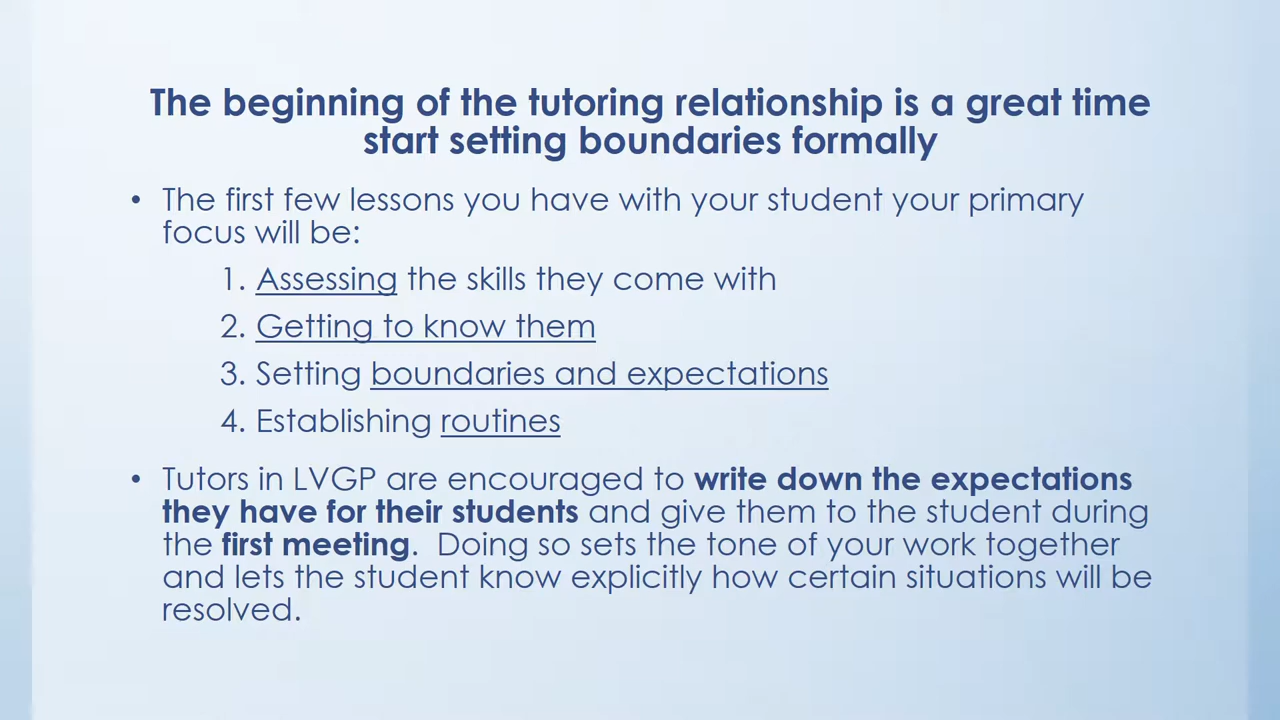 The beginning of the tutoring relationship is a great time
start setting boundaries formally
• The first few lessons you have with your student your primary
focus will be:
1. Assessing the skills they come with
2. Getting to know them
3. Setting boundaries and expectations
4. Establishing routines
• Tutors in LVGP are encouraged to write down the expectations
they have for their students and give them to the student during
the first meeting.  Doing so sets the tone of your work together
and lets the student know explicitly how certain situations will be
resolved.